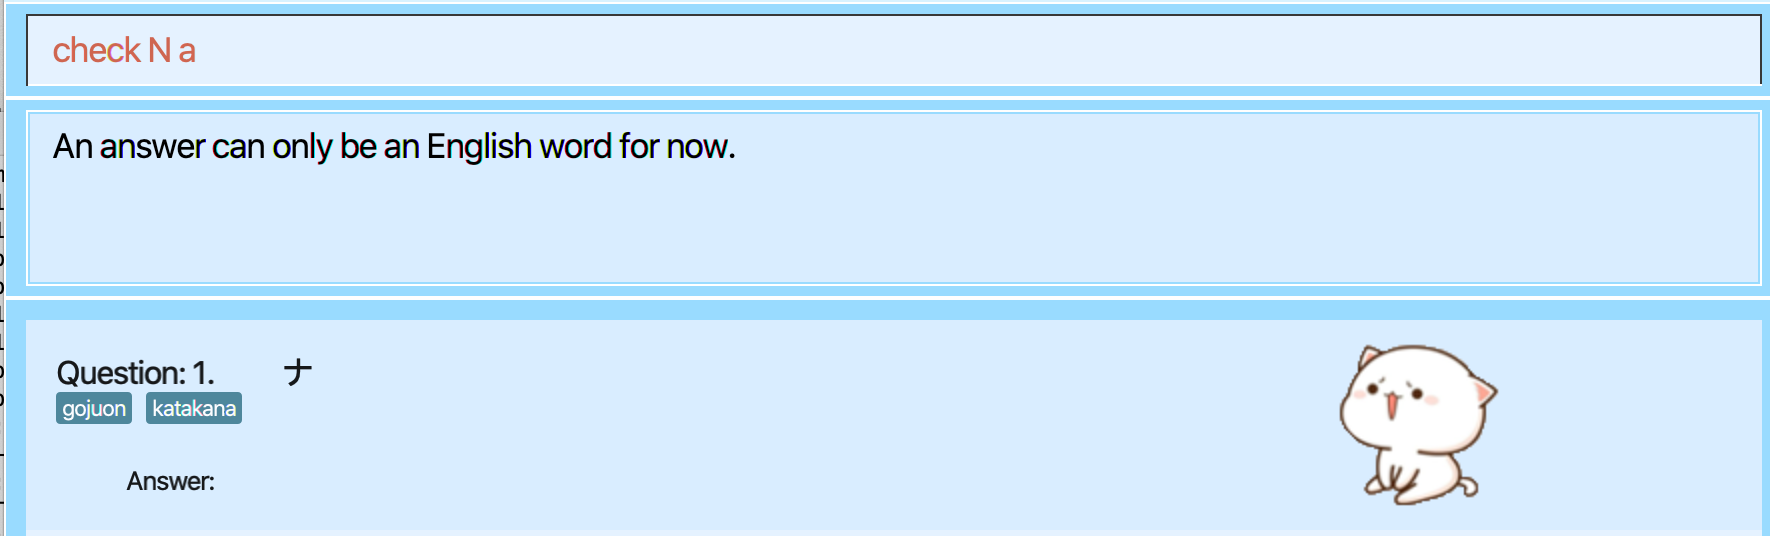 check N a
An answer can only be an English word for now.
Question: 1. ナ
gojuon katakana
Answer: